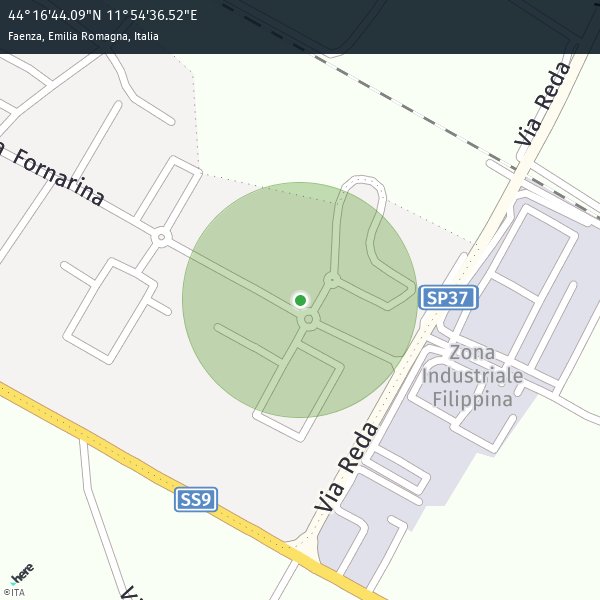 44°16'44.09"N 11°54'36.52"E
Faenza, Emilia Romagna, Italia
Via Reda
a Fornarina
SP37
Zona
Industriale
Filippina
Via Reda
SS9
V
here
©ITA